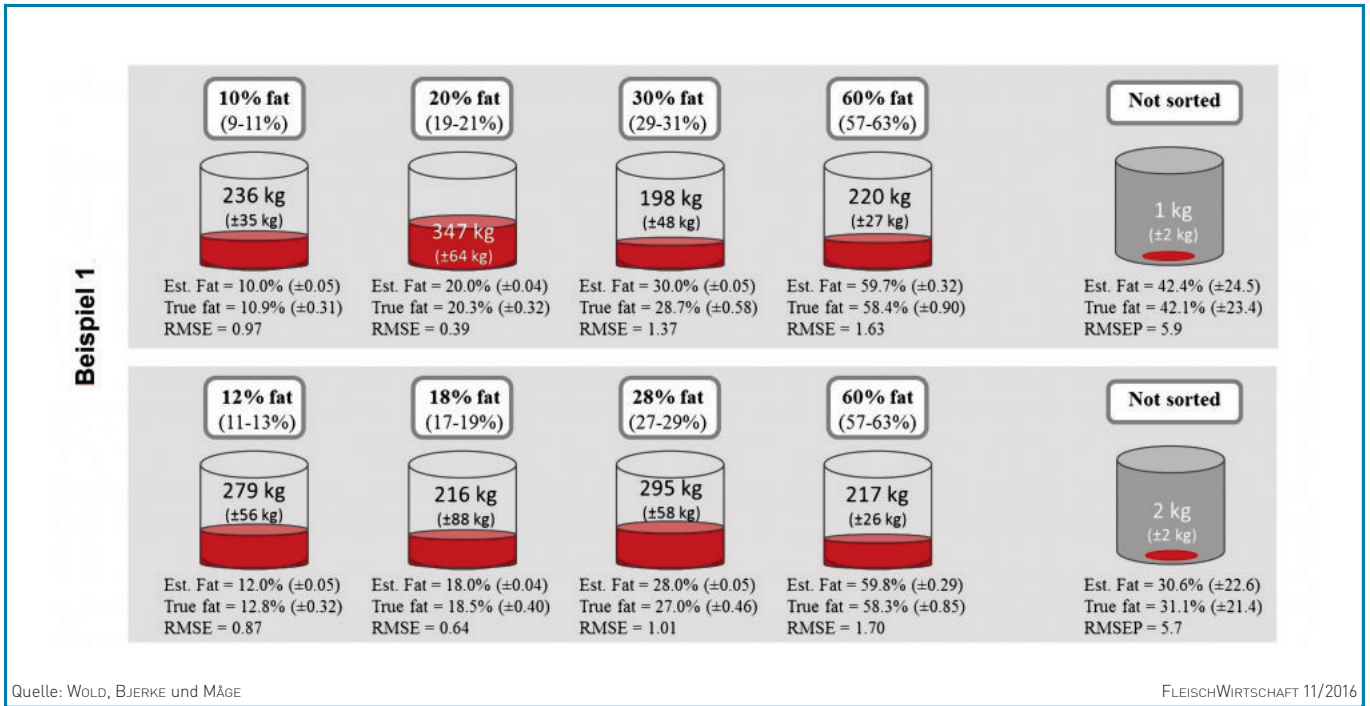 Beispiel 1
10% fat
(9-11%)
20% fat
(19-21%)
30% fat
(29-31%)
60% fat
(57-63%)
Not sorted
236 kg
(±35 kg)
347 kg
(±64 kg)
198 kg
(±48 kg)
220 kg
(±27 kg)
1 kg
(±2 kg)
Est. Fat = 10.0% (±0.05)
True fat = 10.9% (±0.31)
RMSE = 0.97
Est. Fat = 20.0% (±0.04)
True fat = 20.3% (±0.32)
RMSE = 0.39
Est. Fat = 30.0% (±0.05)
True fat = 28.7% (±0.58)
RMSE = 1.37
Est. Fat = 59.7% (±0.32)
True fat = 58.4% (±0.90)
RMSE = 1.63
Est. Fat = 42.4% (±24.5)
True fat = 42.1% (±23.4)
RMSEP = 5.9
12% fat
(11-13%)
18% fat
(17-19%)
28% fat
(27-29%)
60% fat
(57-63%)
Not sorted
279 kg
(±56 kg)
216 kg
(±88 kg)
295 kg
(±58 kg)
217 kg
(±26 kg)
2 kg
(±2 kg)
Est. Fat = 12.0% (±0.05)
True fat = 12.8% (±0.32)
RMSE = 0.87
Est. Fat = 18.0% (±0.04)
True fat = 18.5% (±0.40)
RMSE = 0.64
Est. Fat = 28.0% (±0.05)
True fat = 27.0% (±0.46)
RMSE = 1.01
Est. Fat = 59.8% (±0.29)
True fat = 58.3% (±0.85)
RMSE = 1.70
Est. Fat = 30.6% (±22.6)
True fat = 31.1% (±21.4)
RMSEP = 5.7
Quelle: WOLD, BJERKE und MÅGE
FLEISCHWIRTSCHAFT 11/2016